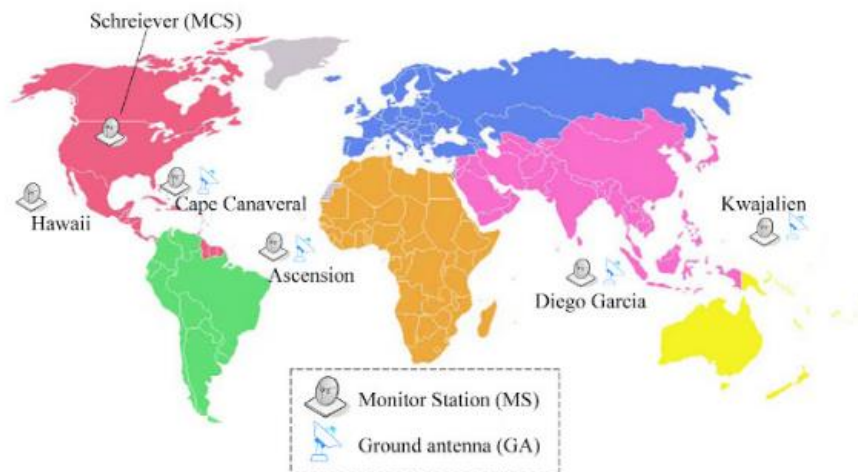 Schreiever (MCS)
Hawaii
Cape Canaveral
Ascension
Kwajalien
Diego Garcia
Monitor Station (MS)
Ground antenna (GA)